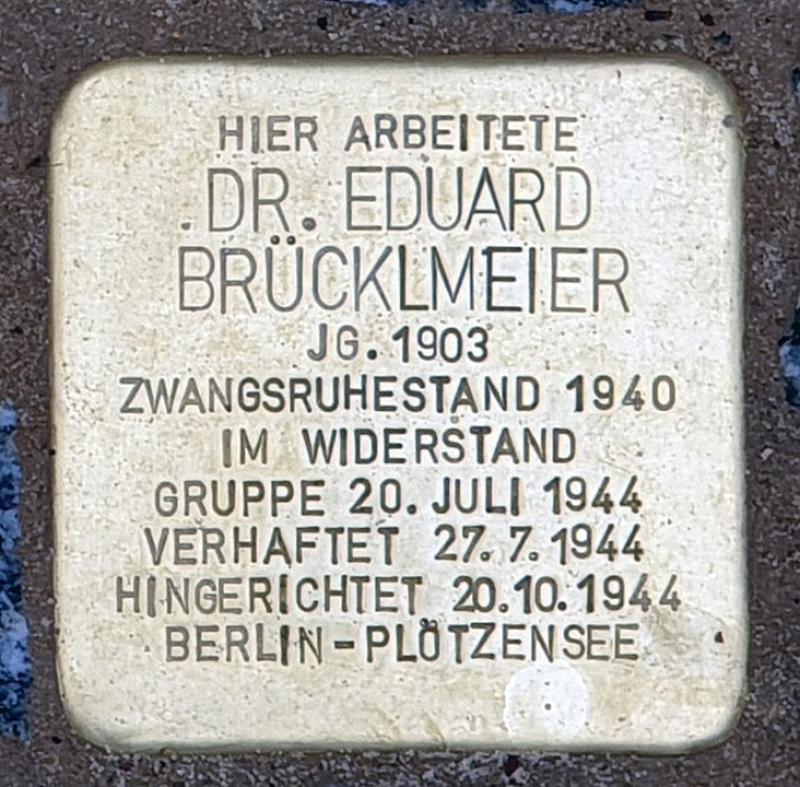 HIER ARBEITETE
DR. EDUARD
BRÜCKLMEIER
JG. 1903
ZWANGSRUHESTAND 1940
IM WIDERSTAND
GRUPPE 20. JULI 1944
VERHAFTET 27. 7. 1944
HINGERICHTET 20.10.1944
BERLIN-PLÖTZENSEE